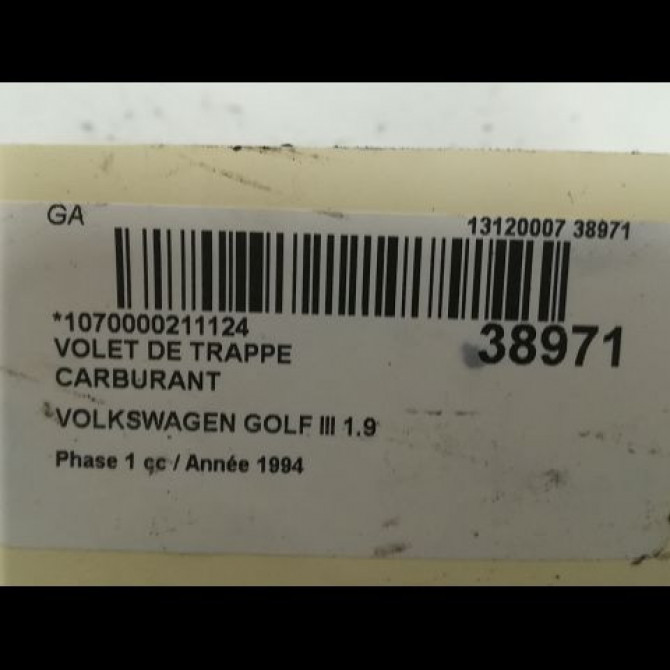 GA
13120007 38971
*1070000211124
38971
VOLET DE TRAPPE
CARBURANT
VOLKSWAGEN GOLF III 1.9
Phase 1 cc / Année 1994